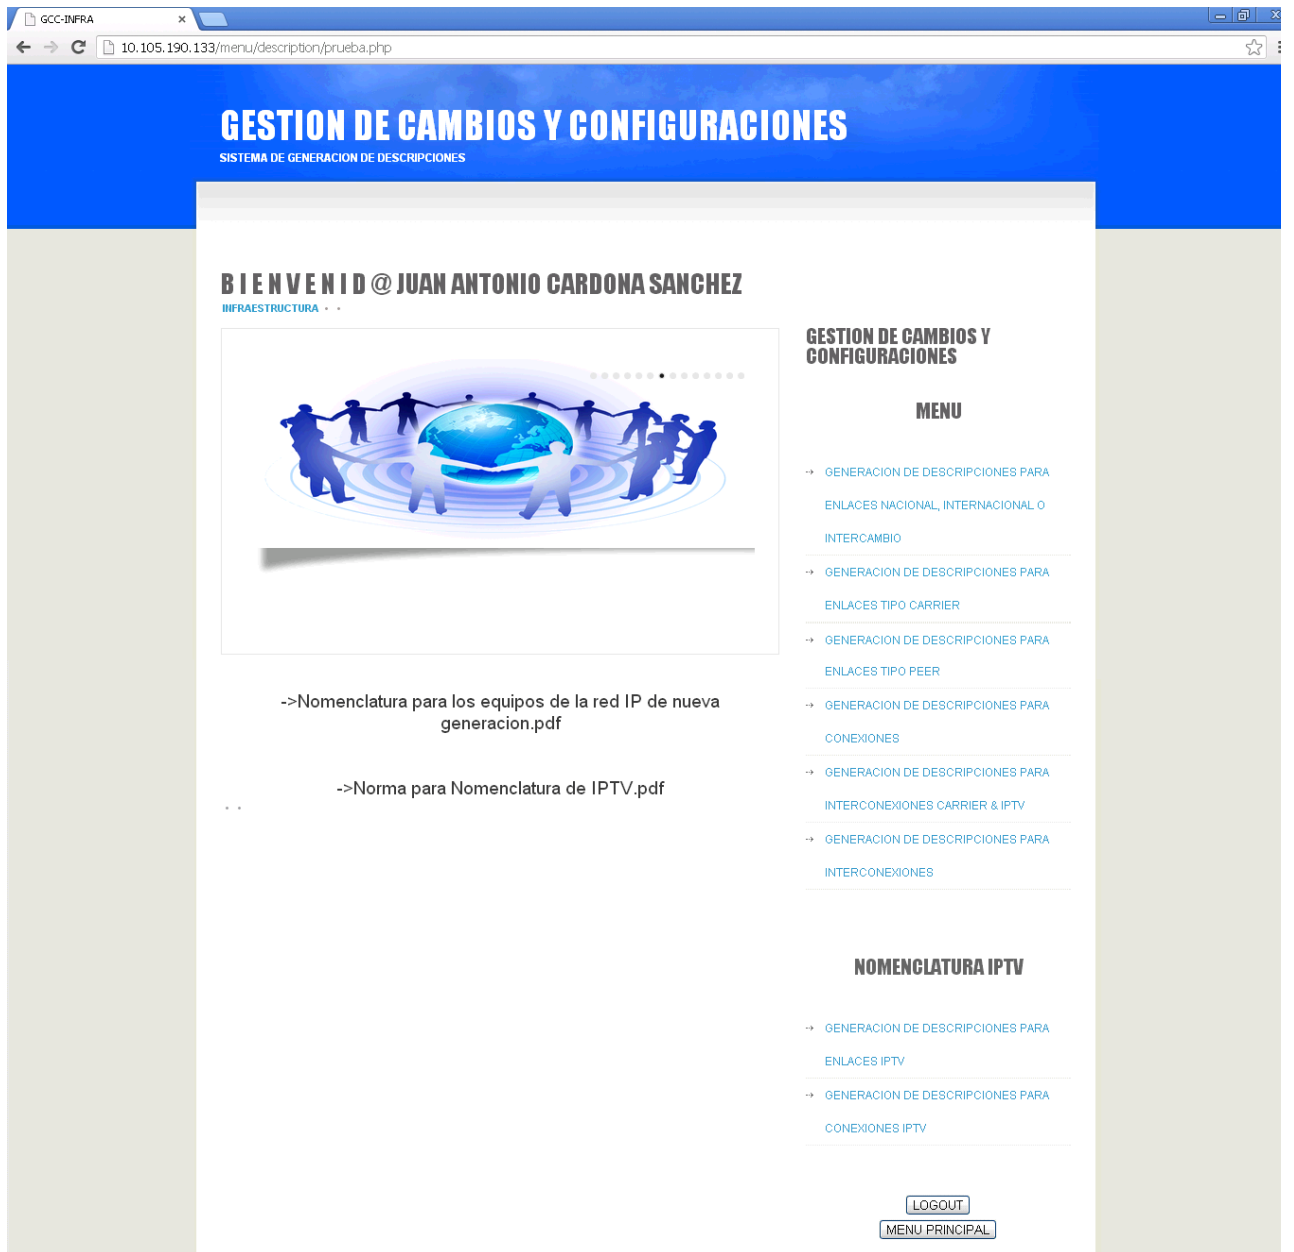 GCC-INFRA
10.105.190.133/menu/description/prueba.php
GESTION DE CAMBIOS Y CONFIGURACIONES
SISTEMA DE GENERACION DE DESCRIPCIONES
B I E N V E N I D @ JUAN ANTONIO CARDONA SANCHEZ
INFRAESTRUCTURA
->Nomenclatura para los equipos de la red IP de nueva
generacion.pdf
->Norma para Nomenclatura de IPTV.pdf
GESTION DE CAMBIOS Y
CONFIGURACIONES
MENU
GENERACION DE DESCRIPCIONES PARA
ENLACES NACIONAL, INTERNACIONAL O
INTERCAMBIO
GENERACION DE DESCRIPCIONES PARA
ENLACES TIPO CARRIER
GENERACION DE DESCRIPCIONES PARA
ENLACES TIPO PEER
GENERACION DE DESCRIPCIONES PARA
CONEXIONES
GENERACION DE DESCRIPCIONES PARA
INTERCONEXIONES CARRIER & IPTV
GENERACION DE DESCRIPCIONES PARA
INTERCONEXIONES
NOMENCLATURA IPTV
GENERACION DE DESCRIPCIONES PARA
ENLACES IPTV
GENERACION DE DESCRIPCIONES PARA
CONEXIONES IPTV
LOGOUT
MENU PRINCIPAL